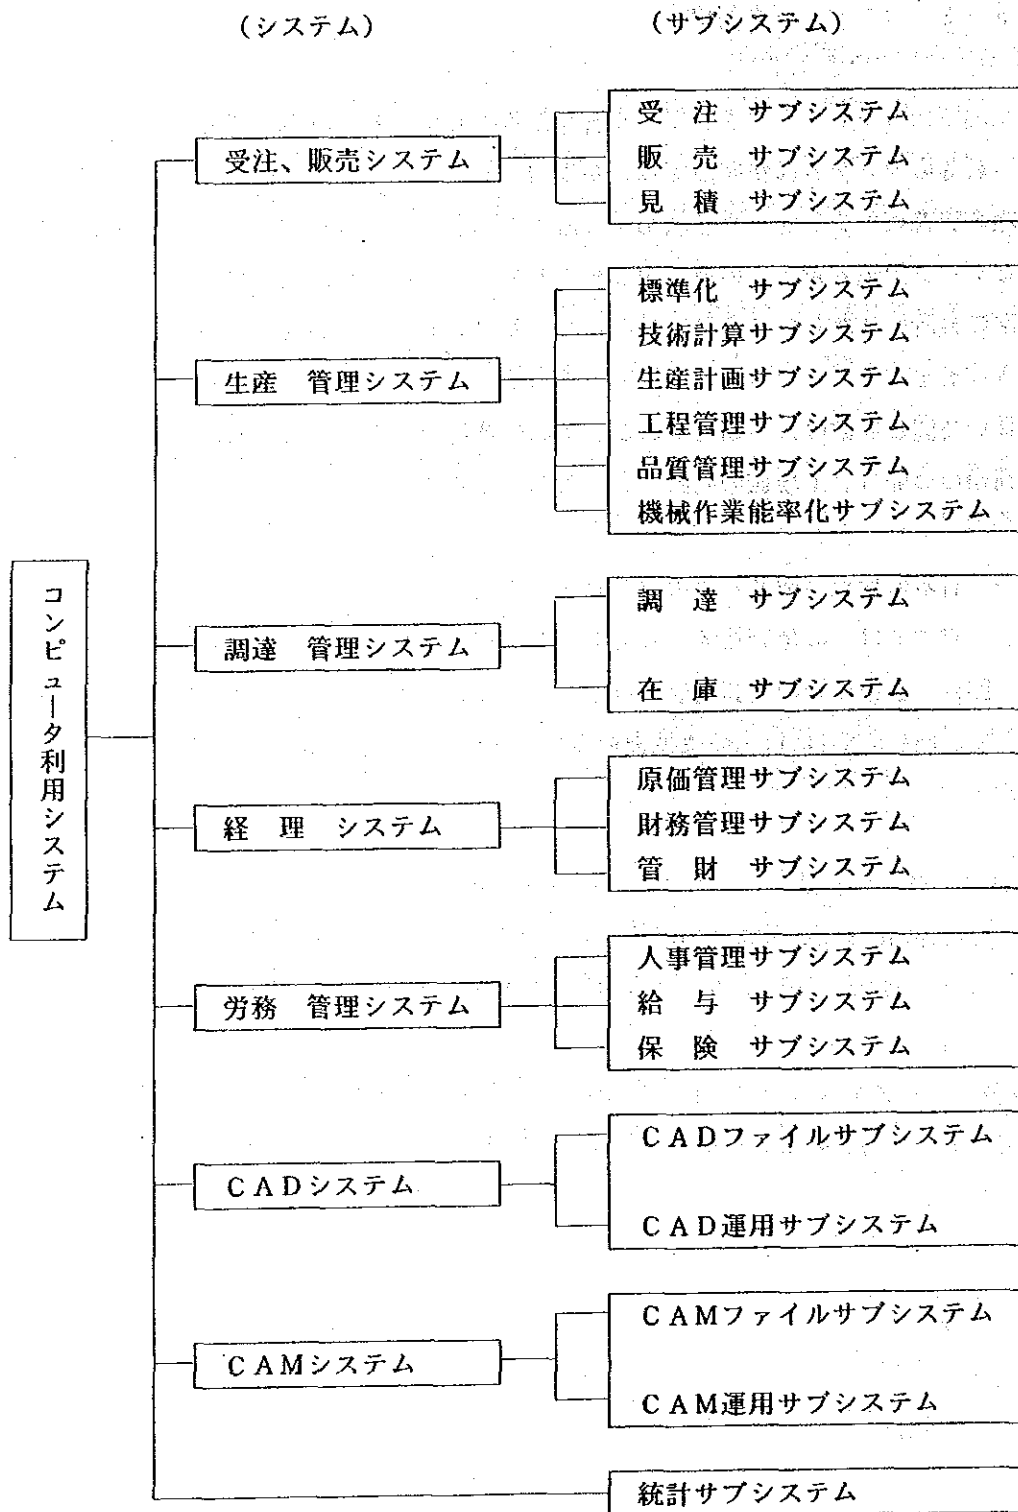 (システム) (サブシステム)
コンピュータ利用システム
受注、販売システム
受 注 サブシステム
販 売 サブシステム
見 積 サブシステム
生産 管理システム
標準化 サブシステム
技術計算サブシステム
生産計画サブシステム
工程管理サブシステム
品質管理サブシステム
機械作業能率化サブシステム
調達 管理システム
調 達 サブシステム
在 庫 サブシステム
経 理 システム
原価管理サブシステム
財務管理サブシステム
管 財 サブシステム
労務 管理システム
人事管理サブシステム
給 与 サブシステム
保 険 サブシステム
CADシステム
CADファイルサブシステム
CAD運用サブシステム
CAMシステム
CAMファイルサブシステム
CAM運用サブシステム
統計サブシステム